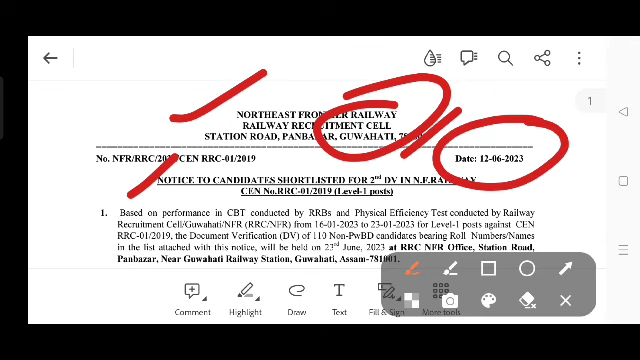 1
NORTHEAST FRONTIER RAILWAY
RAILWAY RECRUITMENT CELL
STATION ROAD, PANBAZAR, GUWAHATI,
No. NFR/RRC/ CEN RRC-01/2019 Date: 12-06-2023
NOTICE TO CANDIDATES SHORTLISTED FOR 2nd DV IN N.F.RAILWAY
CEN No.RRC-01/2019 (Level-1 posts)
1. Based on performance in CBT conducted by RRBs and Physical Efficiency Test conducted by Railway
Recruitment Cell/Guwahati/NFR (RRC/NFR) from 16-01-2023 to 23-01-2023 for Level-1 posts against CEN
RRC-01/2019, the Document Verification (DV) of 110 Non-PwBD candidates bearing Roll Numbers/Names
in the list attached with this notice, will be held on 23rd June, 2023 at RRC NFR Office, Station Road,
Panbazar, Near Guwahati Railway Station, Guwahati, Assam-781001.
Comment Highlight Draw Text Fill & Sign More tools